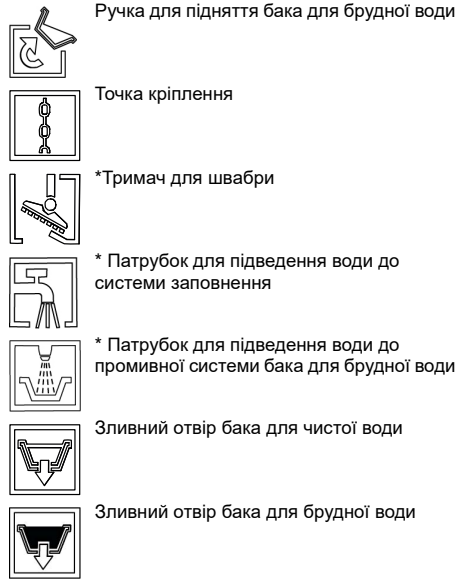 Ручка для підняття бака для брудної води
Точка кріплення
*Тримач для швабри
* Патрубок для підведення води до
системи заповнення
* Патрубок для підведення води до
промивної системи бака для брудної води
Зливний отвір бака для чистої води
Зливний отвір бака для брудної води